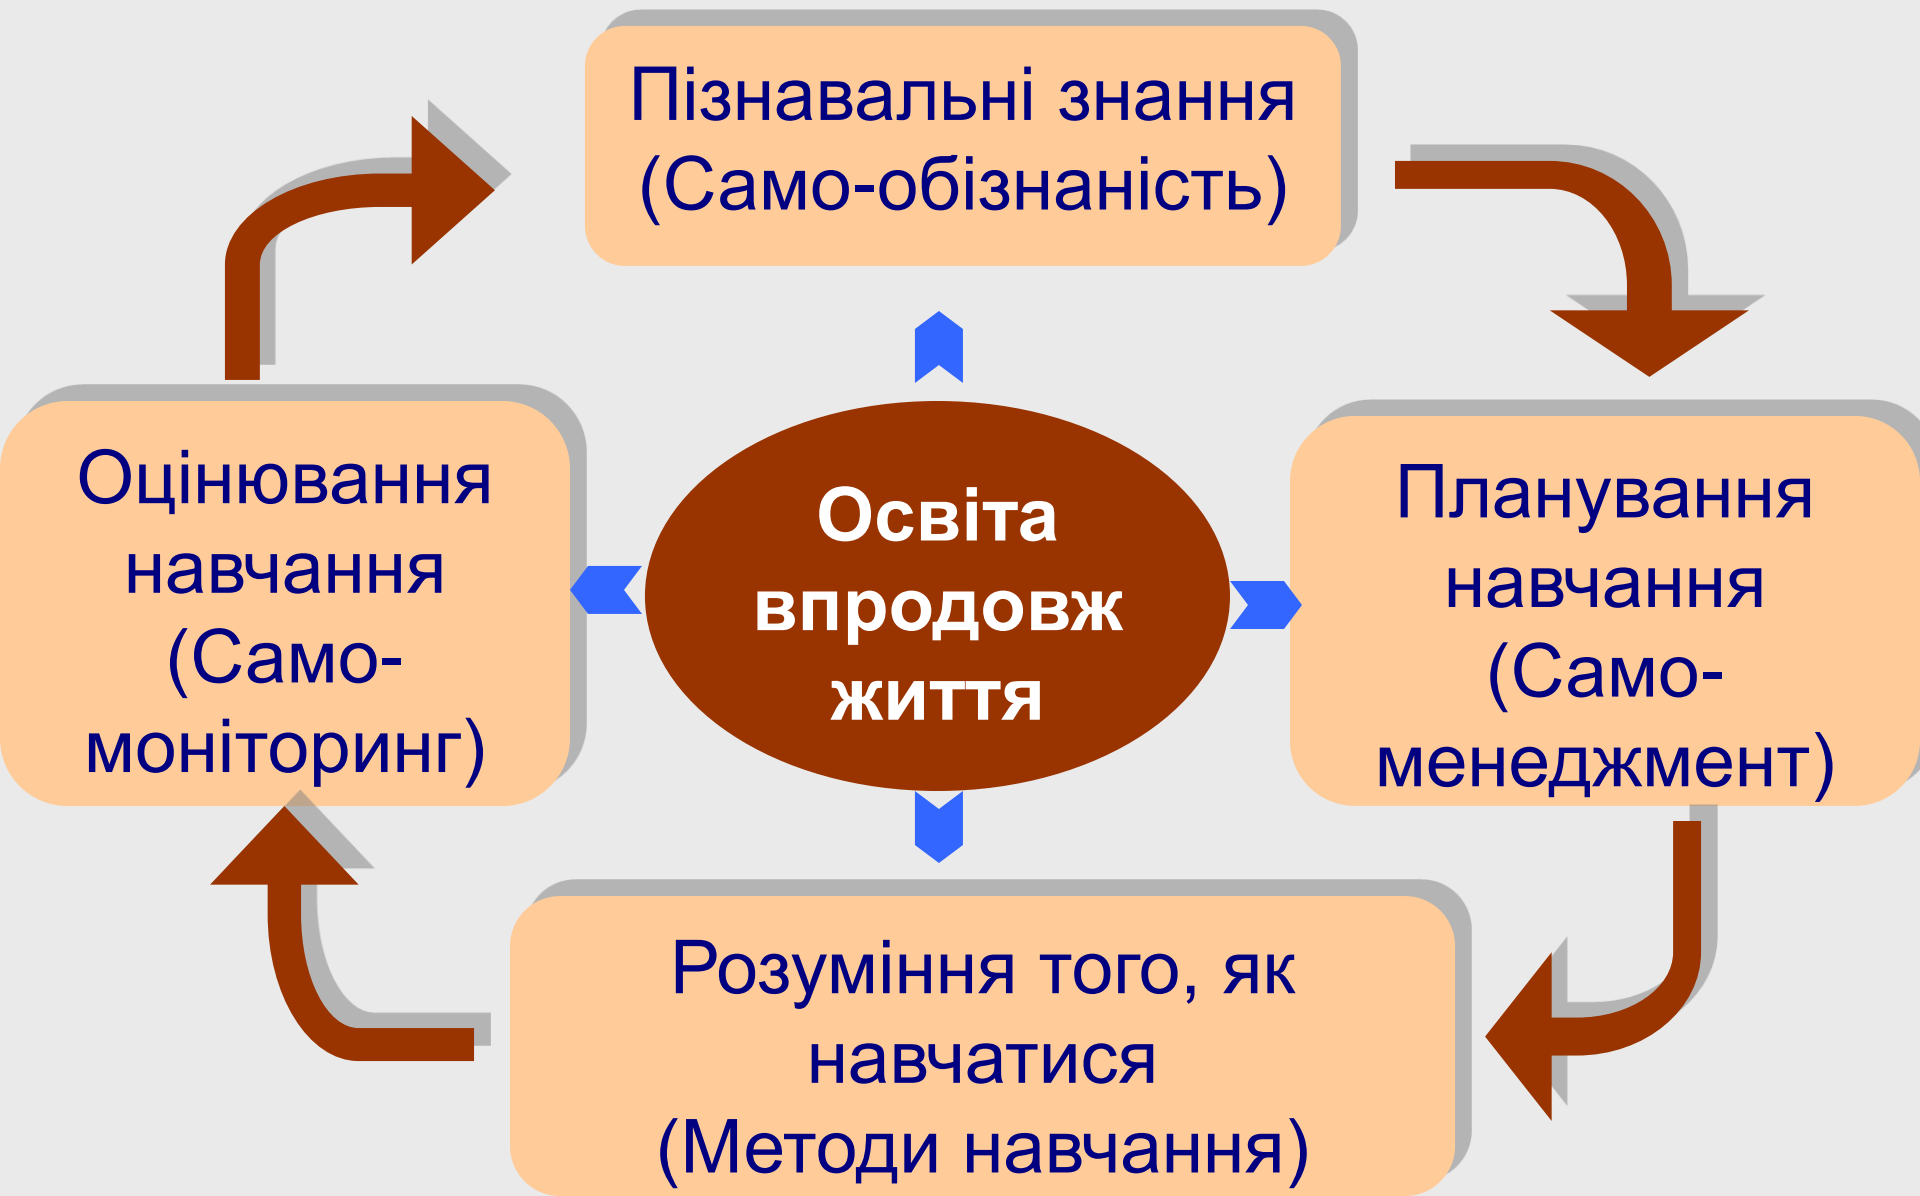 Пізнавальні знання
(Само-обізнаність)
Оцінювання
навчання
(Само-
моніторинг)
Освіта
впродовж
життя
Планування
навчання
(Само-
менеджмент)
Розуміння того, як
навчатися
(Методи навчання)